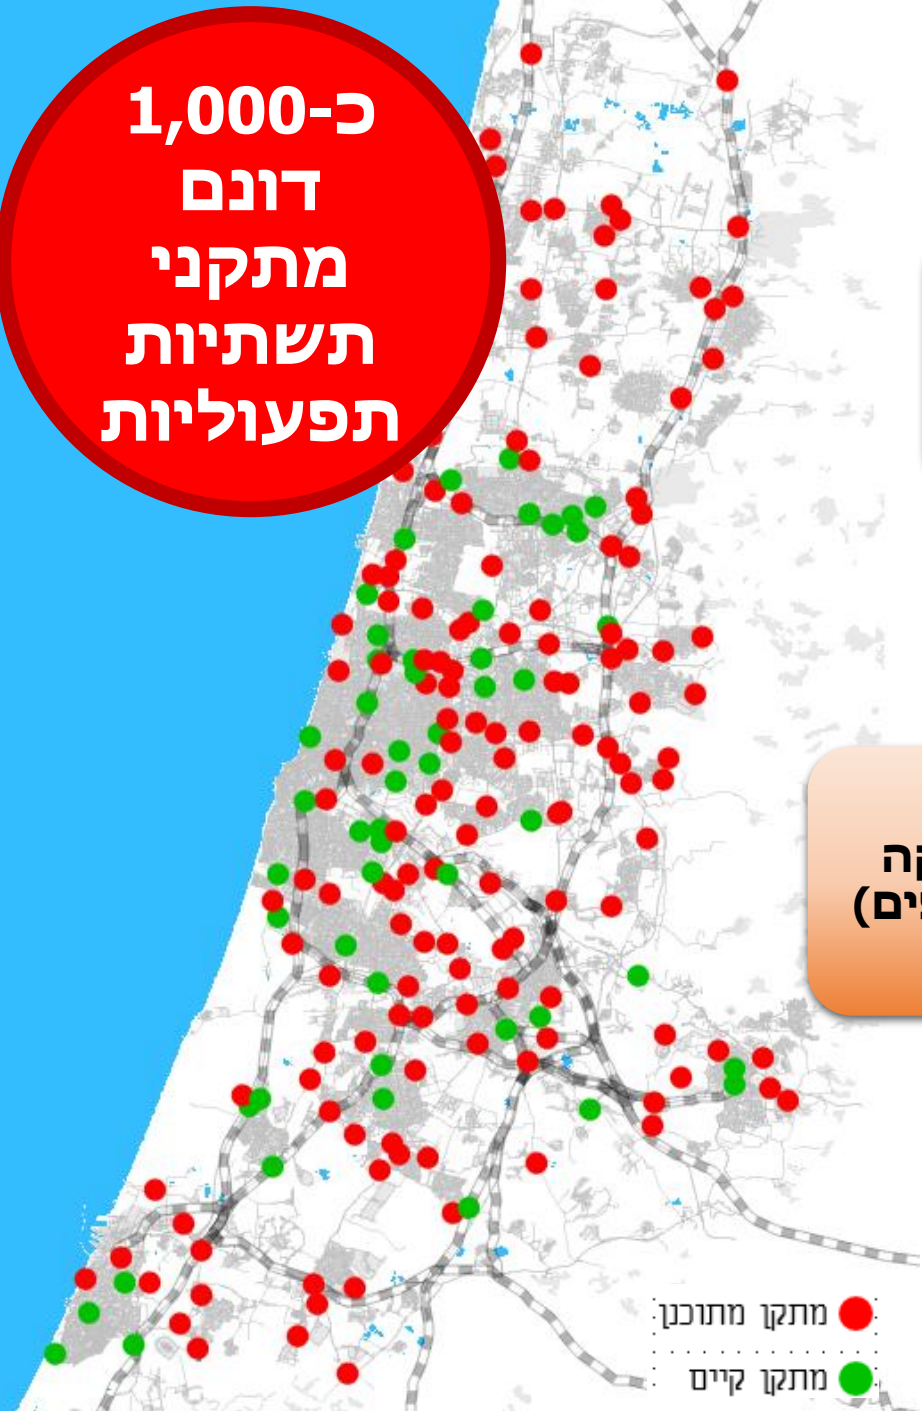 כ-1,000
דונם
מתקני
תשתיות
תפעוליות
מתקן מתוכנן
מתקן קיים